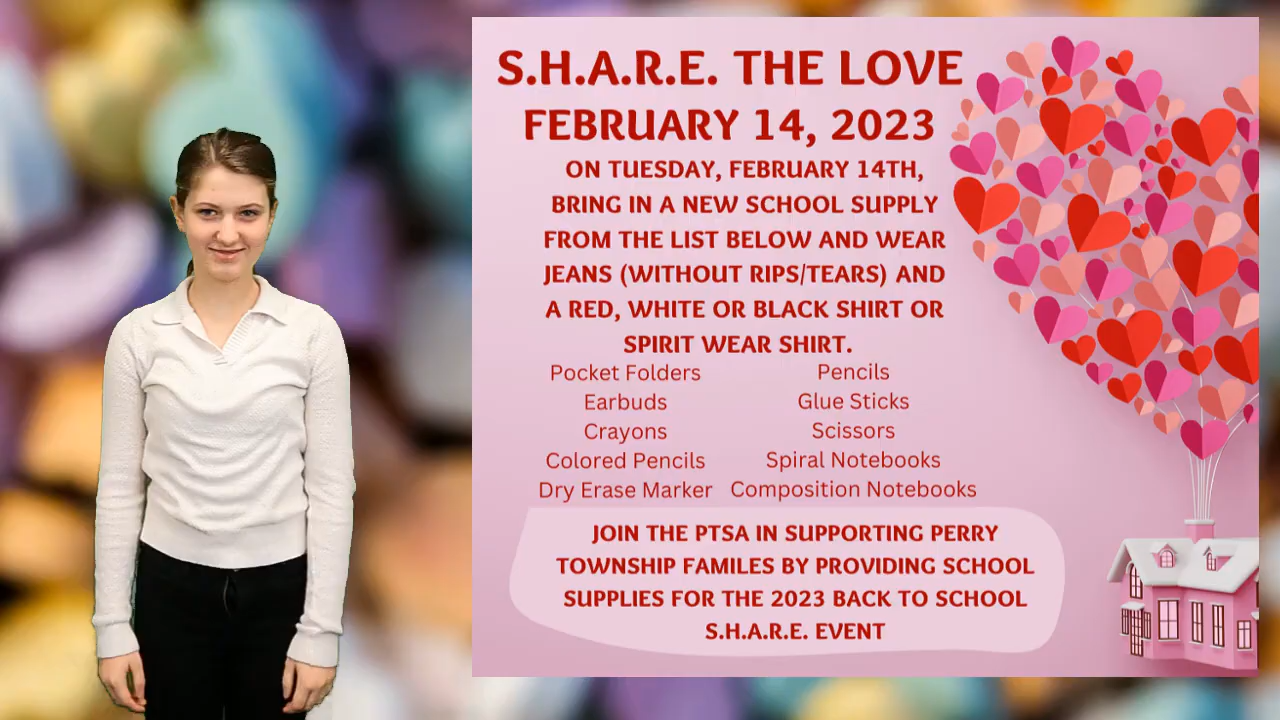 S.H.A.R.E. THE LOVE
FEBRUARY 14, 2023
ON TUESDAY, FEBRUARY 14TH,
BRING IN A NEW SCHOOL SUPPLY
FROM THE LIST BELOW AND WEAR
JEANS (WITHOUT RIPS/TEARS) AND
A RED, WHITE OR BLACK SHIRT OR
SPIRIT WEAR SHIRT.
Pocket Folders
Earbuds
Crayons
Colored Pencils
Dry Erase Marker
Pencils
Glue Sticks
Scissors
Spiral Notebooks
Composition Notebooks
JOIN THE PTSA IN SUPPORTING PERRY
TOWNSHIP FAMILES BY PROVIDING SCHOOL
SUPPLIES FOR THE 2023 BACK TO SCHOOL
S.H.A.R.E. EVENT